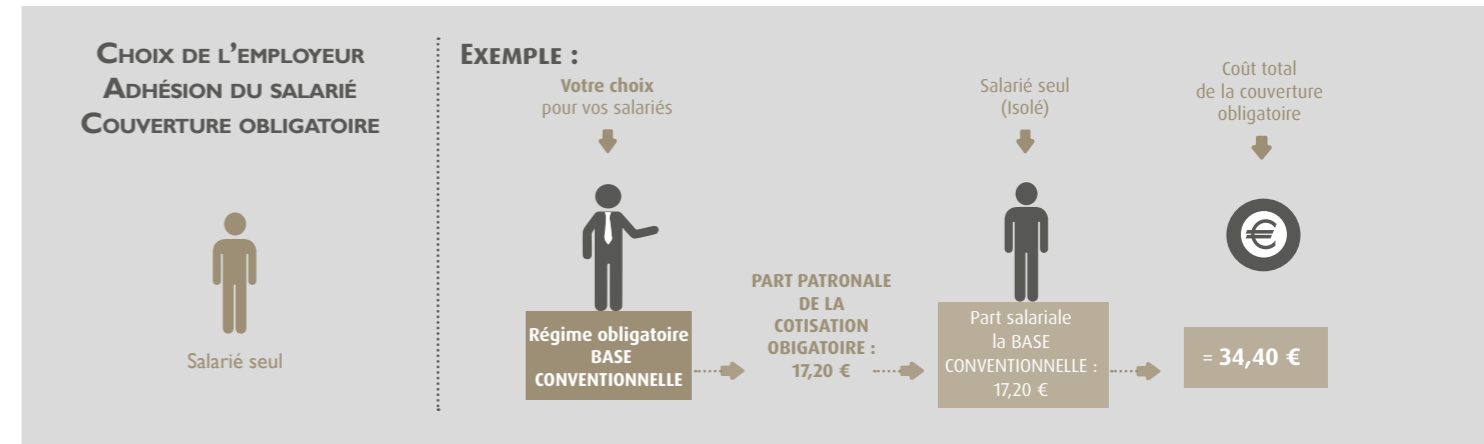 CHOIX DE L'EMPLOYEUR
ADHÉSION DU SALARIÉ
COUVERTURE OBLIGATOIRE
Salarié seul
EXEMPLE :
Votre choix
pour vos salariés
Régime obligatoire
BASE
CONVENTIONNELLE
PART PATRONALE
DE LA
COTISATION
OBIGATOIRE :
17,20 €
Salarié seul
(Isolé)
Part salariale
la BASE
CONVENTIONNELLE :
17,20 €
Coût total
de la couverture
obligatoire
€
= 34,40 €